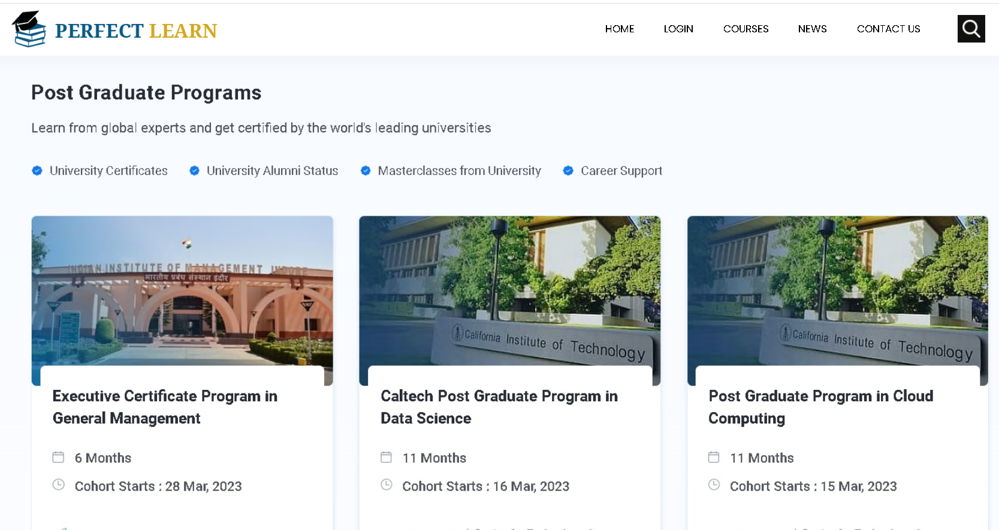 PERFECT LEARN
HOME
LOGIN
COURSES
NEWS
CONTACT US
Post Graduate Programs
Learn from global experts and get certified by the world's leading universities
University Certificates
University Alumni Status
Masterclasses from University
Career Support
INDIAN INSTITUTE OF MANAGEMENT INDORE
भारतीय प्रबंध संस्थान इंदौर
Executive Certificate Program in
General Management
6 Months
Cohort Starts : 28 Mar, 2023
California Institute of Technology
Caltech Post Graduate Program in
Data Science
11 Months
Cohort Starts : 16 Mar, 2023
California Institute of Technology
Post Graduate Program in Cloud
Computing
11 Months
Cohort Starts : 15 Mar, 2023